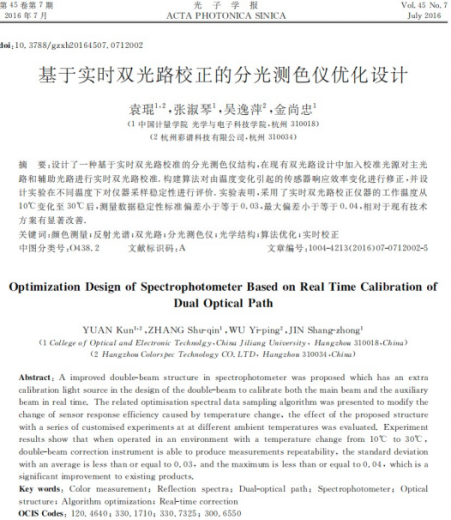 第45卷第7期 光 子 学 报 Vol. 45 No. 7
2016 年 7 月 ACTA PHOTONICA SINICA July 2016
doi:10.3788/gzxb20164507.0712002
基于实时双光路校正的分光测色仪优化设计
袁琨1,2,张淑琴1,吴逸萍2,金尚忠1
(1 中国计量学院 光学与电子科技学院,杭州 310018)
(2 杭州彩谱科技有限公司,杭州 310034)
摘 要:设计了一种基于实时双光路校准的分光测色仪结构,在现有双光路设计中加入校准光源对主光
路和辅助光路进行实时双光路校准.构建算法对由温度变化引起的传感器响应效率变化进行修正,并设
计实验在不同温度下对仪器采样稳定性进行评价.实验表明,采用了实时双光路校正仪器的工作温度从
10℃变化至 30℃后,测量数据稳定性标准偏差小于等于 0.03,最大偏差小于等于 0.04,相对于现有技术
方案有显著改善.
关键词:颜色测量;反射光谱;双光路;分光测色仪;光学结构;算法优化;实时校正
中图分类号:O438.2 文献标识码:A 文章编号:1004-4213(2016)07-0712002-5
Optimization Design of Spectrophotometer Based on Real Time Calibration of
Dual Optical Path
YUAN Kun1,2, ZHANG Shu-qin1, WU Yi-ping2, JIN Shang-zhong1
(1 College of Optical and Electronic Technolgy, China Jiliang University, Hangzhou 310018, China)
(2 Hangzhou Colorspec Technology CO. LTD, Hangzhou 310034, China)
Abstract: A improved double-beam structure in spectrophotometer was proposed which has an extra
calibration light source in the design of the double-beam to calibrate both the main beam and the auxiliary
beam in real time. The related optimisation spectral data sampling algorithm was presented to modify the
change of sensor response efficiency caused by temperature change, the effect of the proposed structure
with a series of customised experiments at at different ambient temperatures was evaluated. Experiment
results show that when operated in an environment with a temperature change from 10℃ to 30℃,
double-beam correction instrument is able to produce measurements repeatability, the standard deviation
with an average is less than or equal to 0.03, and the maximum is less than or equal to 0.04, which is a
significant improvement to existing products.
Key words: Color measurement; Reflection spectra; Dual-optical path; Spectrophotometer; Optical
structure; Algorithm optimization; Real-time correction
OCIS Codes: 120.4640; 330.1710; 330.7325; 300.6550